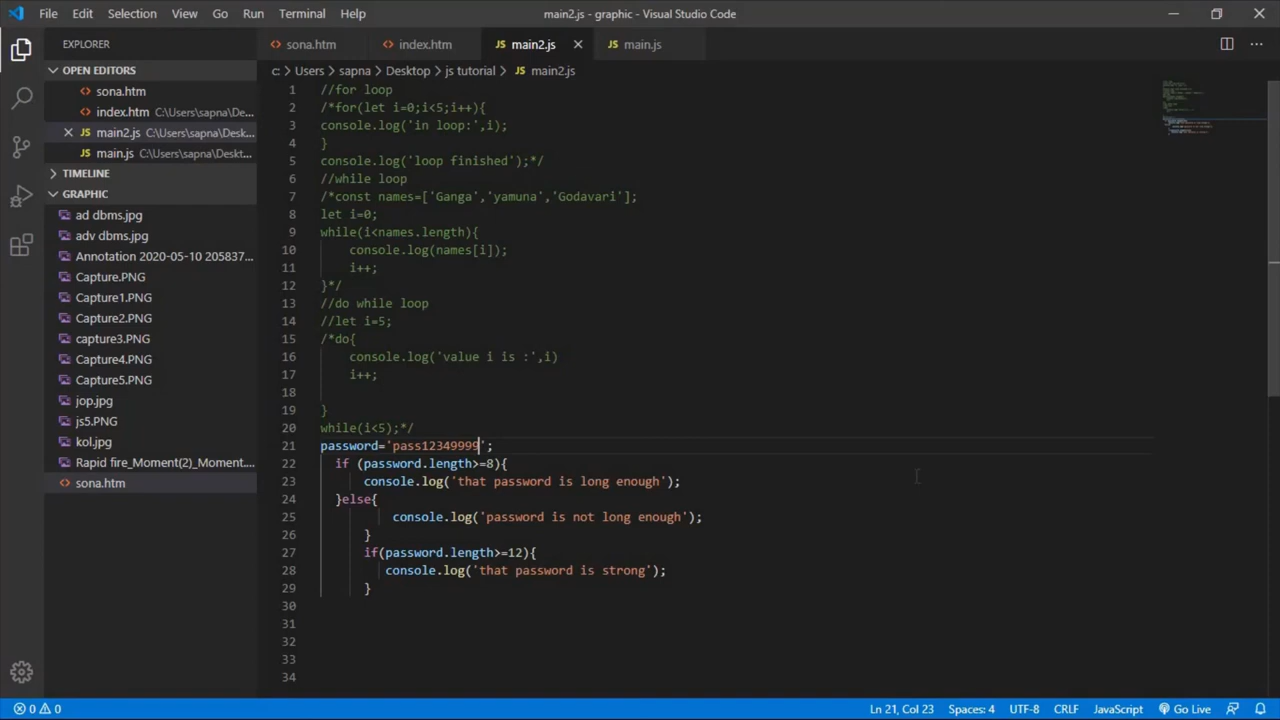 File Edit Selection View Go Run Terminal Help main2.js - graphic - Visual Studio Code
EXPLORER
OPEN EDITORS
sona.htm
index.htm C:\Users\sapna\De...
main2.js C:\Users\sapna\Desk...
main.js C:\Users\sapna\Deskt...
TIMELINE
GRAPHIC
ad dbms.jpg
adv dbms.jpg
Annotation 2020-05-10 205837...
Capture.PNG
Capture1.PNG
Capture2.PNG
capture3.PNG
Capture4.PNG
Capture5.PNG
jop.jpg
js5.PNG
kol.jpg
Rapid fire_Moment(2)_Moment....
sona.htm
sona.htm index.htm main2.js main.js
C: > Users > sapna > Desktop > js tutorial > main2.js
1 //for loop
2 /*for(let i=0;i<5;i++){
3 console.log('in loop:',i);
4 }
5 console.log('loop finished');*/
6 //while loop
7 /*const names=['Ganga','yamuna','Godavari'];
8 let i=0;
9 while(i<names.length){
10 console.log(names[i]);
11 i++;
12 }*/
13 //do while loop
14 //let i=5;
15 /*do{
16 console.log('value i is :',i)
17 i++;
18
19 }
20 while(i<5);*/
21 password='pass12349999';
22 if (password.length>=8){
23 console.log('that password is long enough');
24 }else{
25 console.log('password is not long enough');
26 }
27 if(password.length>=12){
28 console.log('that password is strong');
29 }
30
31
32
33
34
0 0 Ln 21, Col 23 Spaces: 4 UTF-8 CRLF JavaScript Go Live